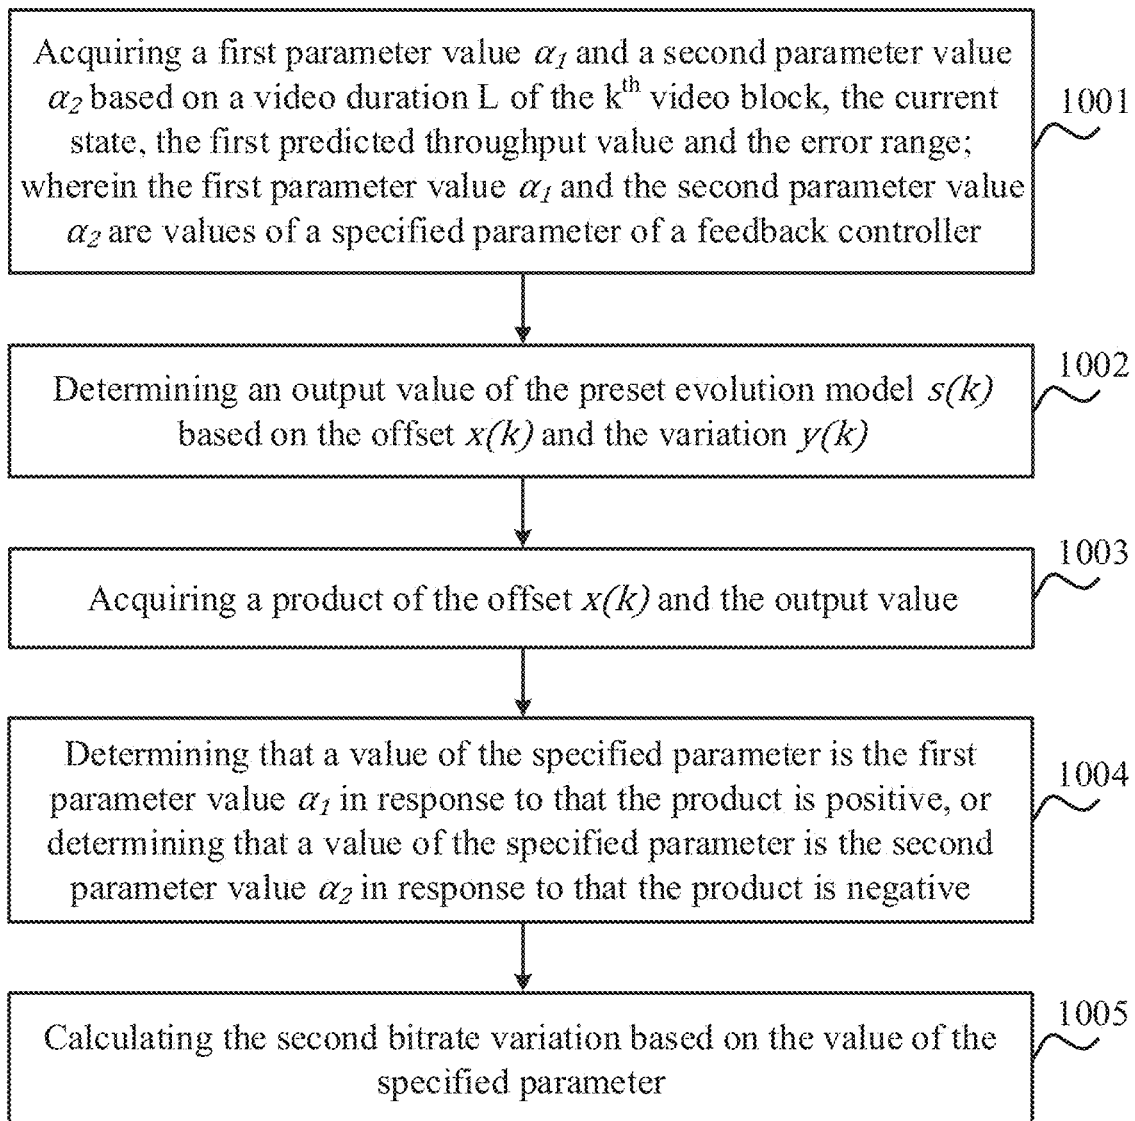 Acquiring a first parameter value α1 and a second parameter value
α2 based on a video duration L of the kth video block, the current
state, the first predicted throughput value and the error range;
wherein the first parameter value α1 and the second parameter value
α2 are values of a specified parameter of a feedback controller
1001
Determining an output value of the preset evolution model s(k)
based on the offset x(k) and the variation y(k)
1002
Acquiring a product of the offset x(k) and the output value
1003
Determining that a value of the specified parameter is the first
parameter value α1 in response to that the product is positive, or
determining that a value of the specified parameter is the second
parameter value α2 in response to that the product is negative
1004
Calculating the second bitrate variation based on the value of the
specified parameter
1005